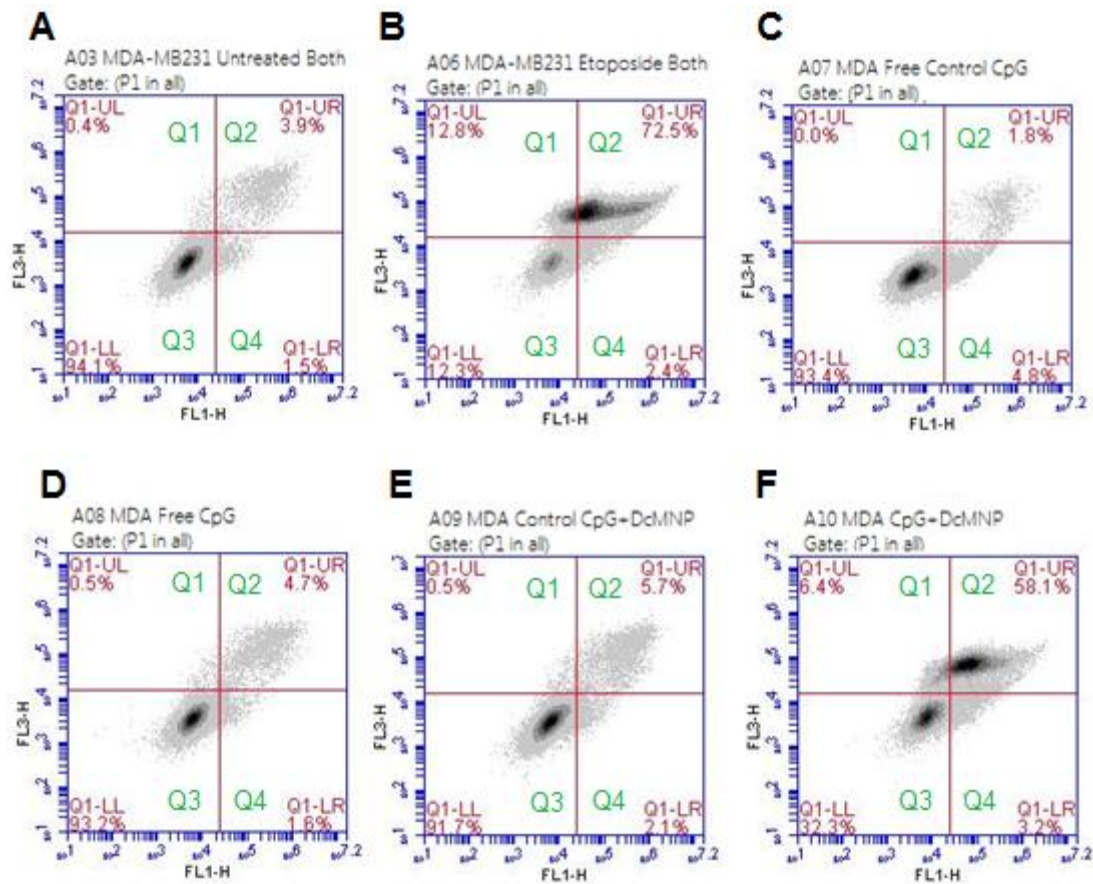 A
A03 MDA-MB231 Untreated Both
Gate: (P1 in all)
Q1-UL
0.4%
Q1
Q2
Q1-UR
3.9%
Q3
Q4
Q1-LL
94.1%
Q1-LR
1.5%
FL3-H
FL1-H
B
A06 MDA-MB231 Etoposide Both
Gate: (P1 in all)
Q1-UL
12.8%
Q1
Q2
Q1-UR
72.5%
Q3
Q4
Q1-LL
12.3%
Q1-LR
2.4%
FL3-H
FL1-H
C
A07 MDA Free Control CpG
Gate: (P1 in all)
Q1-UL
0.0%
Q1
Q2
Q1-UR
1.8%
Q3
Q4
Q1-LL
93.4%
Q1-LR
4.8%
FL3-H
FL1-H
D
A08 MDA Free CpG
Gate: (P1 in all)
Q1-UL
0.5%
Q1
Q2
Q1-UR
4.7%
Q3
Q4
Q1-LL
93.2%
Q1-LR
1.6%
FL3-H
FL1-H
E
A09 MDA Control CpG+DcMNP
Gate: (P1 in all)
Q1-UL
0.5%
Q1
Q2
Q1-UR
5.7%
Q3
Q4
Q1-LL
91.7%
Q1-LR
2.1%
FL3-H
FL1-H
F
A10 MDA CpG+DcMNP
Gate: (P1 in all)
Q1-UL
6.4%
Q1
Q2
Q1-UR
58.1%
Q3
Q4
Q1-LL
32.3%
Q1-LR
3.2%
FL3-H
FL1-H